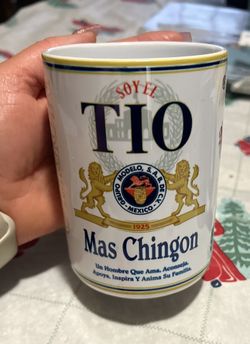 SOY EL
TIO
GRUPO MODELO, S.A.B DE C.V.
MEXICO
1925
Mas Chingon
Un Hombre Que Ama, Aconseja,
Apoya, Inspira Y Anima Su Familia.